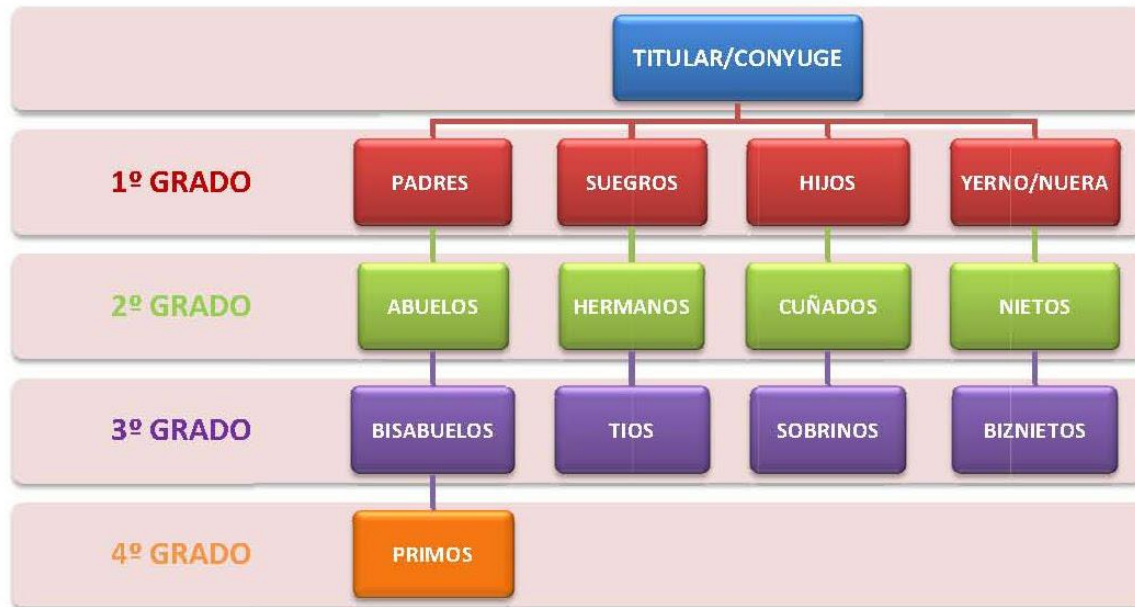 TITULAR/CONYUGE
1º GRADO
PADRES
SUEGROS
HIJOS
YERNO/NUERA
2º GRADO
ABUELOS
HERMANOS
CUÑADOS
NIETOS
3º GRADO
BISABUELOS
TIOS
SOBRINOS
BIZNIETOS
4º GRADO
PRIMOS